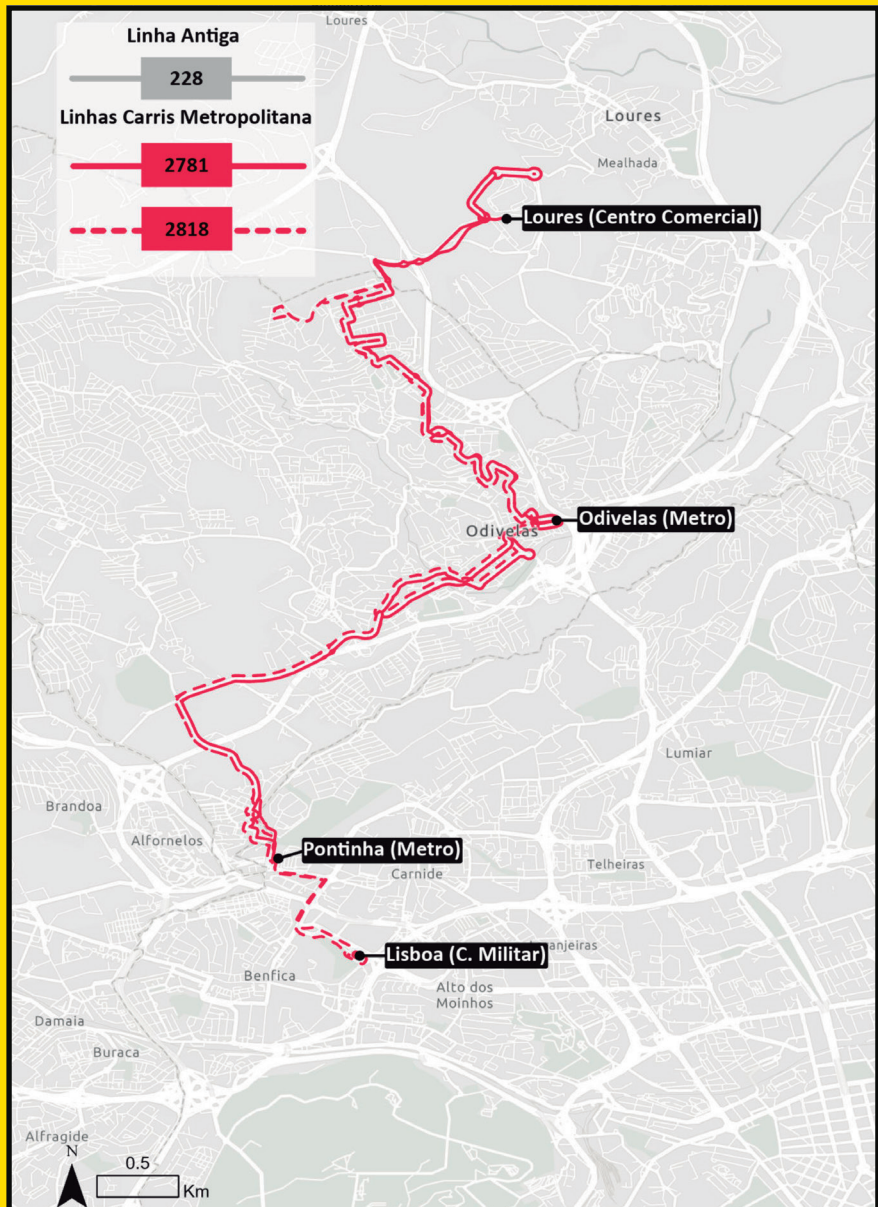 Linha Antiga
228
Linhas Carris Metropolitana
2781
2818
Loures
Loures
Mealhada
Loures (Centro Comercial)
Odivelas (Metro)
Odivelas
Lumiar
Brandoa
Alfornelos
Pontinha (Metro)
Carnide
Telheiras
Lisboa (C. Militar)
Benfica
Alto dos
Moinhos
Damaia
Buraca
Alfragide
N
0.5
Km